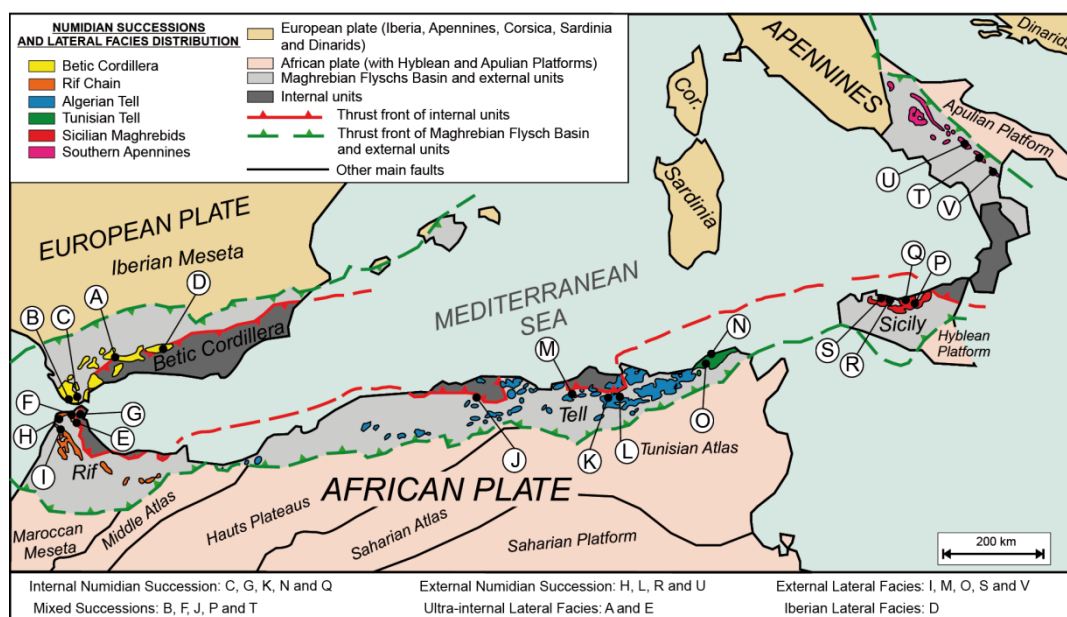 NUMIDIAN SUCCESSIONS
AND LATERAL FACIES DISTRIBUTION
Betic Cordillera
Rif Chain
Algerian Tell
Tunisian Tell
Sicilian Maghrebids
Southern Apennines
European plate (Iberia, Apennines, Corsica, Sardinia
and Dinarids)
African plate (with Hyblean and Apulian Platforms)
Maghrebian Flyschs Basin and external units
Internal units
Thrust front of internal units
Thrust front of Maghrebian Flysch Basin
and external units
Other main faults
Dinarids
APENNINES
Cor.
Apulian Platform
Sardinia
U
T
V
EUROPEAN PLATE
Iberian Meseta
A
D
B
C
Betic Cordillera
MEDITERRANEAN
SEA
Q
P
Sicily
Hyblean
Platform
S
R
N
M
F
G
H
E
I
Rif
Tell
O
J
K
L
Tunisian Atlas
AFRICAN PLATE
Maroccan
Meseta
Middle Atlas
Hauts Plateaus
Saharian Atlas
Saharian Platform
200 km
Internal Numidian Succession: C, G, K, N and Q
External Numidian Succession: H, L, R and U
External Lateral Facies: I, M, O, S and V
Mixed Successions: B, F, J, P and T
Ultra-internal Lateral Facies: A and E
Iberian Lateral Facies: D